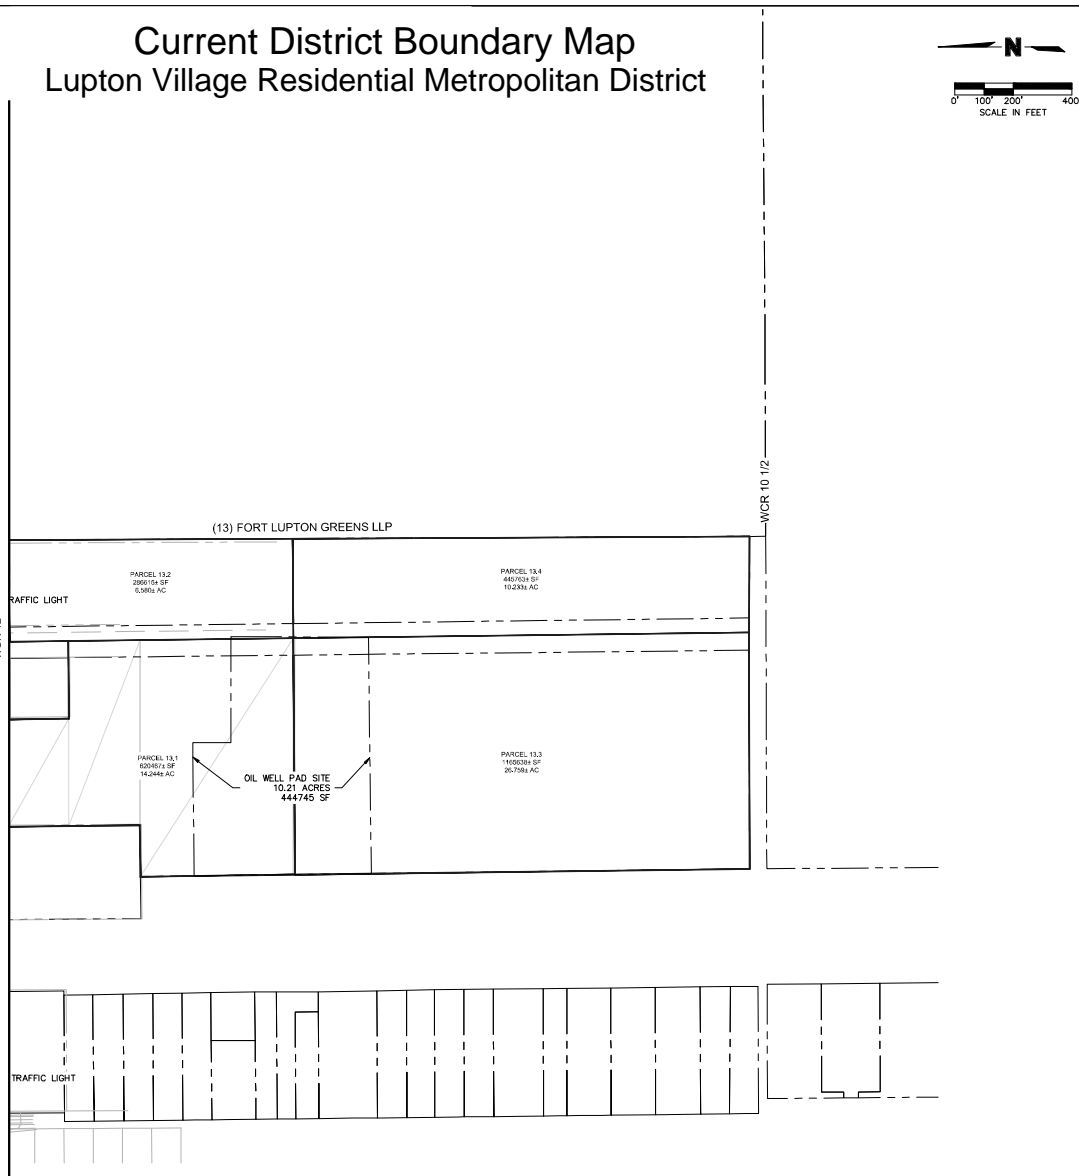 Current District Boundary Map
Lupton Village Residential Metropolitan District
N
0' 100' 200' 400
SCALE IN FEET
WCR 10 1/2
(13) FORT LUPTON GREENS LLP
PARCEL 13.2
286615± SF
6.580± AC
PARCEL 13.4
445763± SF
10.233± AC
RAFFIC LIGHT
PARCEL 13.1
620467± SF
14.244± AC
OIL WELL PAD SITE
10.21 ACRES
444745 SF
PARCEL 13.3
1165638± SF
26.759± AC
TRAFFIC LIGHT